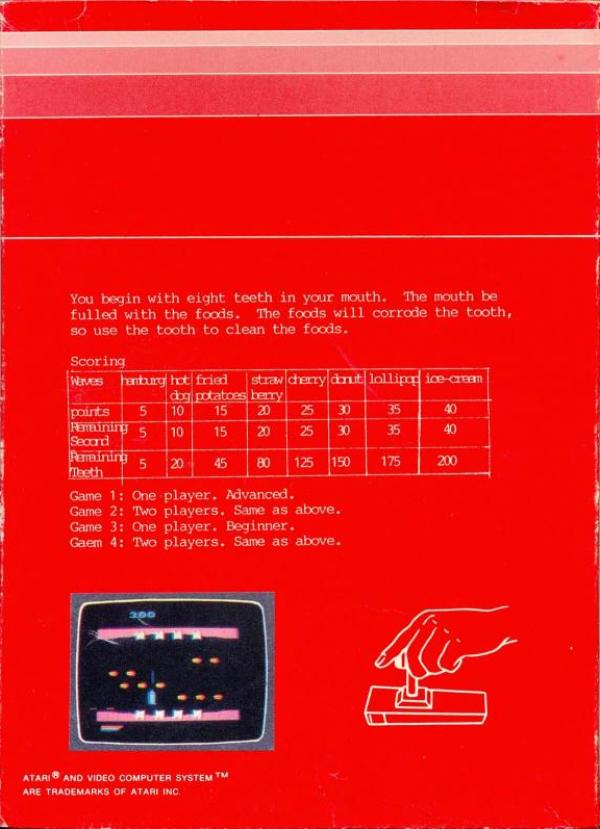 You begin with eight teeth in your mouth. The mouth be
fulled with the foods. The foods will corrode the tooth,
so use the tooth to clean the foods.
Scoring
Waves hamburg hot dog fried potatoes straw berry cherry donut lollipop ice-cream
points 5 10 15 20 25 30 35 40
Remaining Second 5 10 15 20 25 30 35 40
Remaining Teeth 5 20 45 80 125 150 175 200
Game 1: One player. Advanced.
Game 2: Two players. Same as above.
Game 3: One player. Beginner.
Gaem 4: Two players. Same as above.
200
ATARI® AND VIDEO COMPUTER SYSTEM™
ARE TRADEMARKS OF ATARI INC.